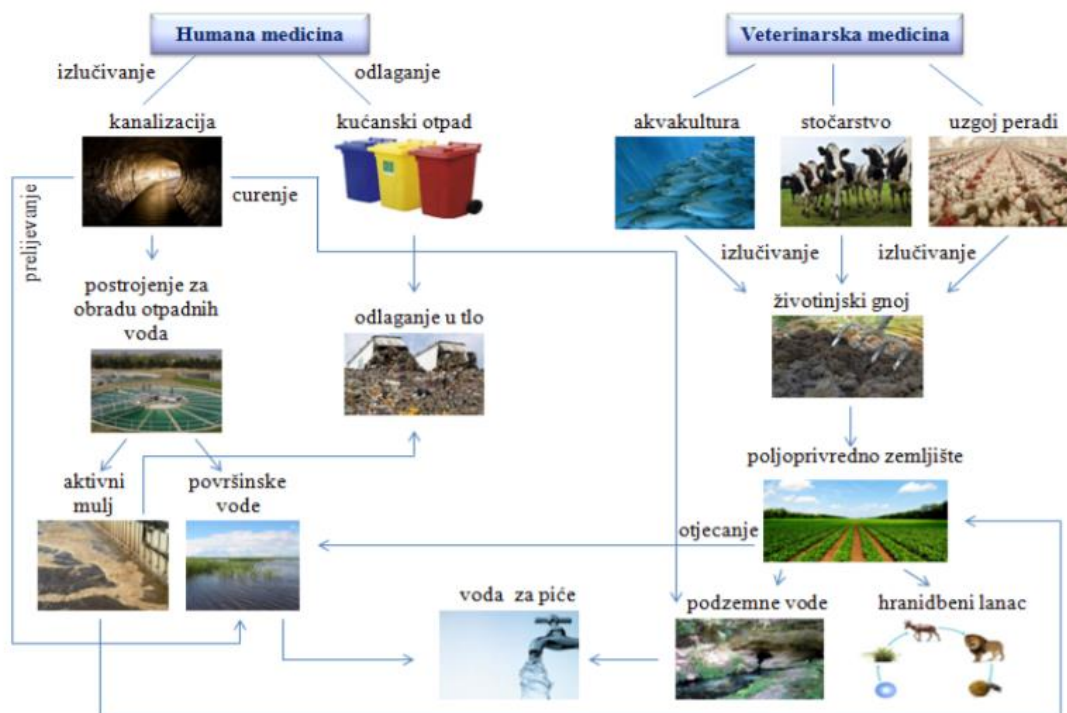 Humana medicina
Veterinarska medicina
izlučivanje
odlaganje
kanalizacija
kućanski otpad
akvakultura
stočarstvo
uzgoj peradi
prelijevanje
curenje
izlučivanje
izlučivanje
postrojenje za
obradu otpadnih
voda
odlaganje u tlo
životinjski gnoj
aktivni
mulj
površinske
vode
poljoprivredno zemljište
otjecanje
voda za piće
podzemne vode
hranidbeni lanac